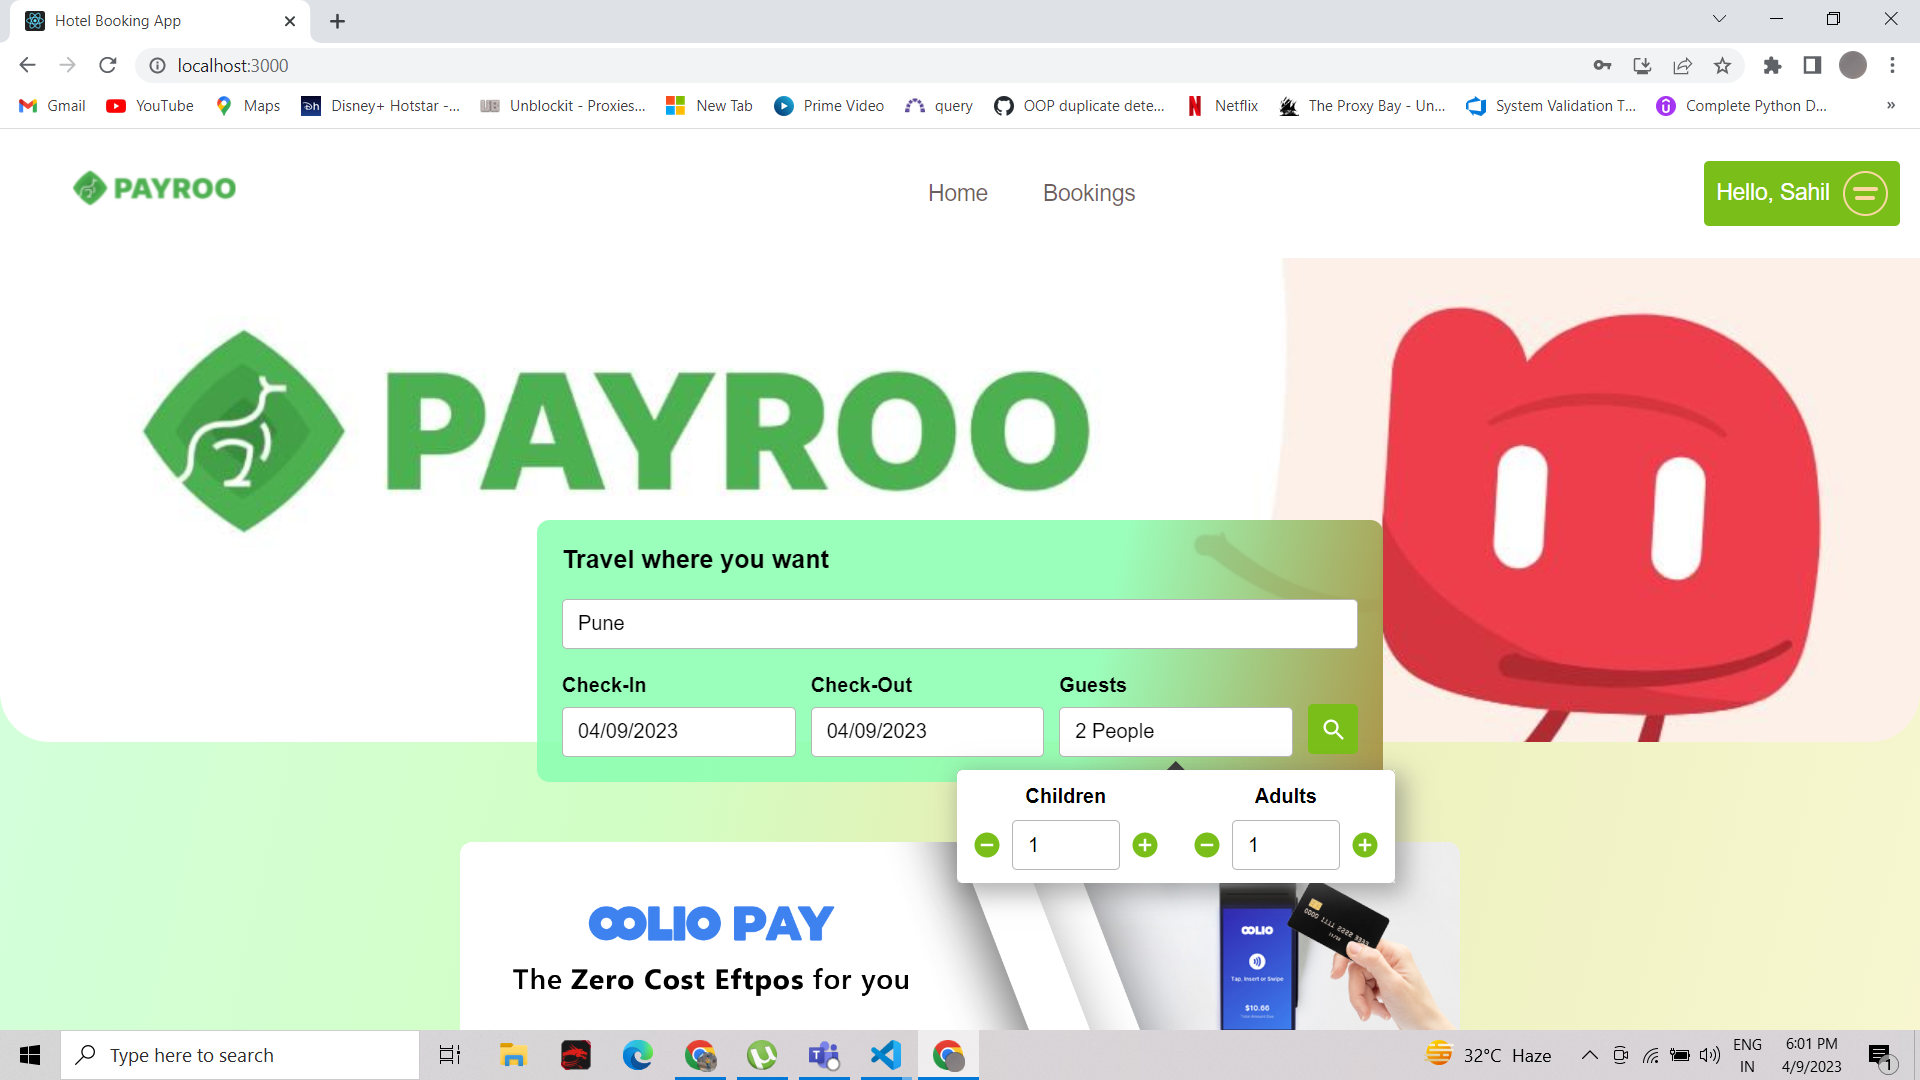 Hotel Booking App
localhost:3000
Gmail
YouTube
Maps
Disney+ Hotstar -...
Unblockit - Proxies...
New Tab
Prime Video
query
OOP duplicate dete...
Netflix
The Proxy Bay - Un...
System Validation T...
Complete Python D...
»
PAYROO
Home
Bookings
Hello, Sahil
PAYROO
Travel where you want
Pune
Check-In
Check-Out
Guests
04/09/2023
04/09/2023
2 People
Children
Adults
1
1
OOLIO PAY
The Zero Cost Eftpos for you
OOLIO
Tap, Insert or Swipe
$10.66
Type here to search
32°C Haze
ENG
IN
6:01 PM
4/9/2023
1